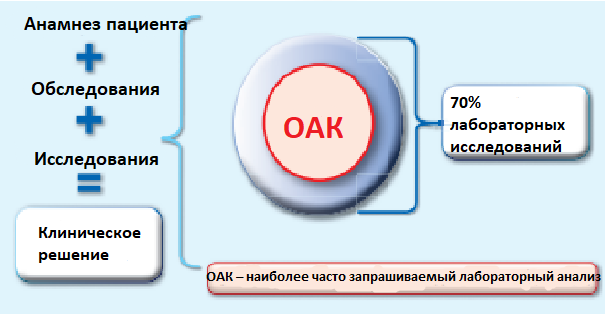 Анамнез пациента
+
Обследования
+
Исследования
=
Клиническое
решение
ОАК
70%
лабораторных
исследований
ОАК – наиболее часто запрашиваемый лабораторный анализ